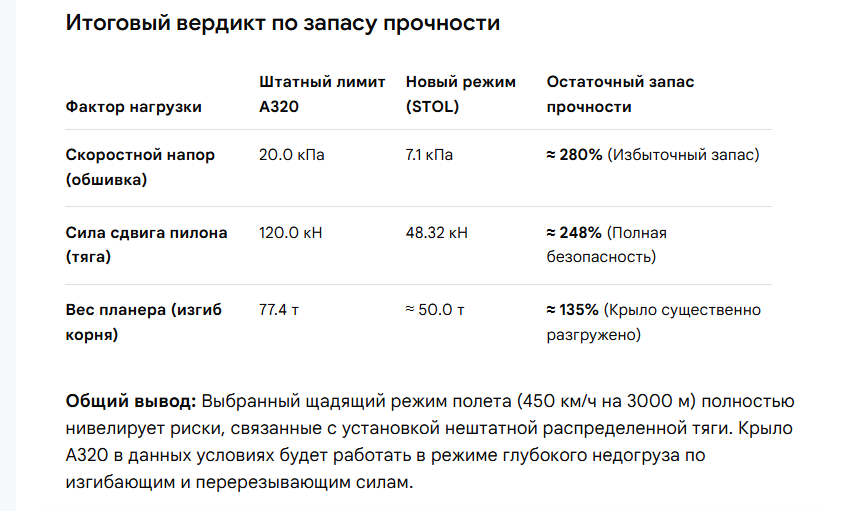 Итоговый вердикт по запасу прочности
Штатный лимит Новый режим Остаточный запас
Фактор нагрузки A320 (STOL) прочности
Скоростной напор 20.0 кПа 7.1 кПа ≈ 280% (Избыточный запас)
(обшивка)
Сила сдвига пилона 120.0 кН 48.32 кН ≈ 248% (Полная
(тяга) безопасность)
Вес планера (изгиб 77.4 т ≈ 50.0 т ≈ 135% (Крыло существенно
корня) разгружено)
Общий вывод: Выбранный щадящий режим полета (450 км/ч на 3000 м) полностью
нивелирует риски, связанные с установкой нештатной распределенной тяги. Крыло
A320 в данных условиях будет работать в режиме глубокого недогруза по
изгибающим и перерезывающим силам.